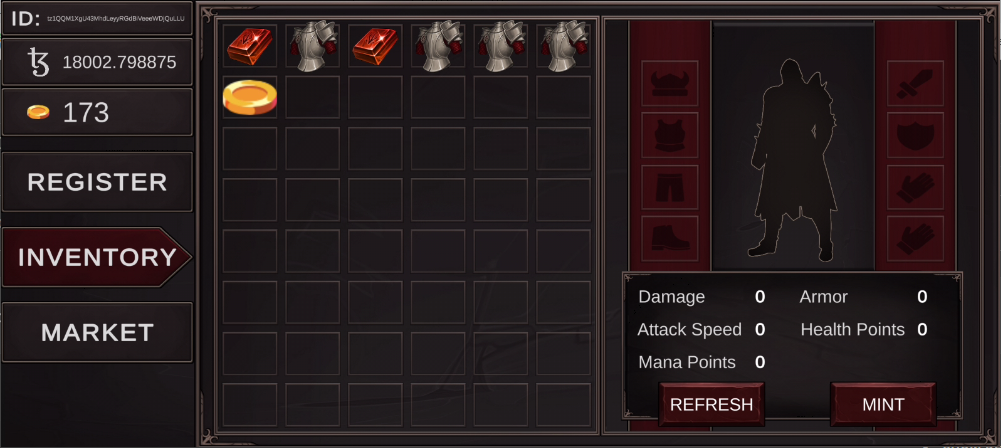 ID:
18002.798875
173
REGISTER
INVENTORY
MARKET
Damage 0 Armor 0
Attack Speed 0 Health Points 0
Mana Points 0
REFRESH MINT